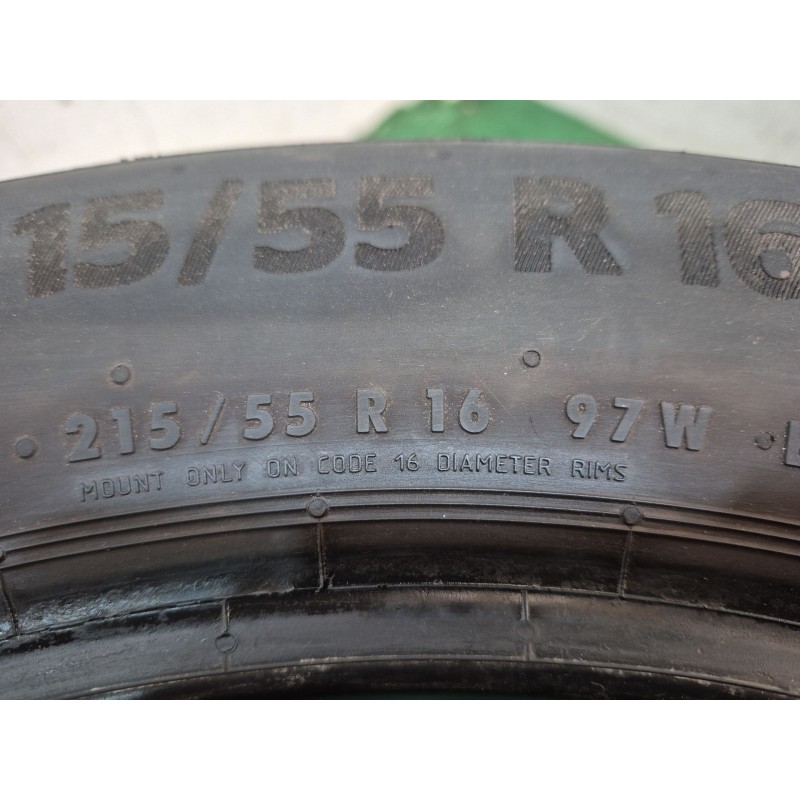 15/55 R 16
215/55 R 16 97W
MOUNT ONLY ON CODE 16 DIAMETER RIMS